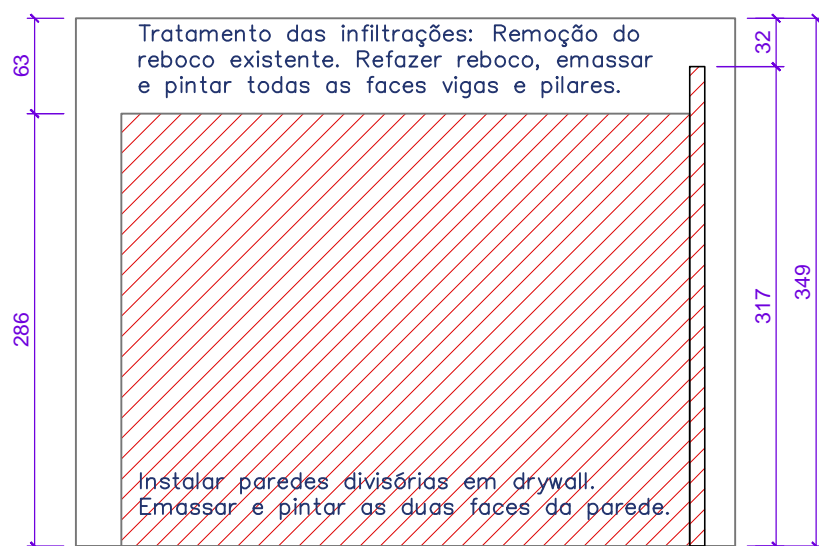 Tratamento das infiltrações: Remoção do
reboco existente. Refazer reboco, emassar
e pintar todas as faces vigas e pilares.
63
32
286
317
349
Instalar paredes divisórias em drywall.
Emassar e pintar as duas faces da parede.